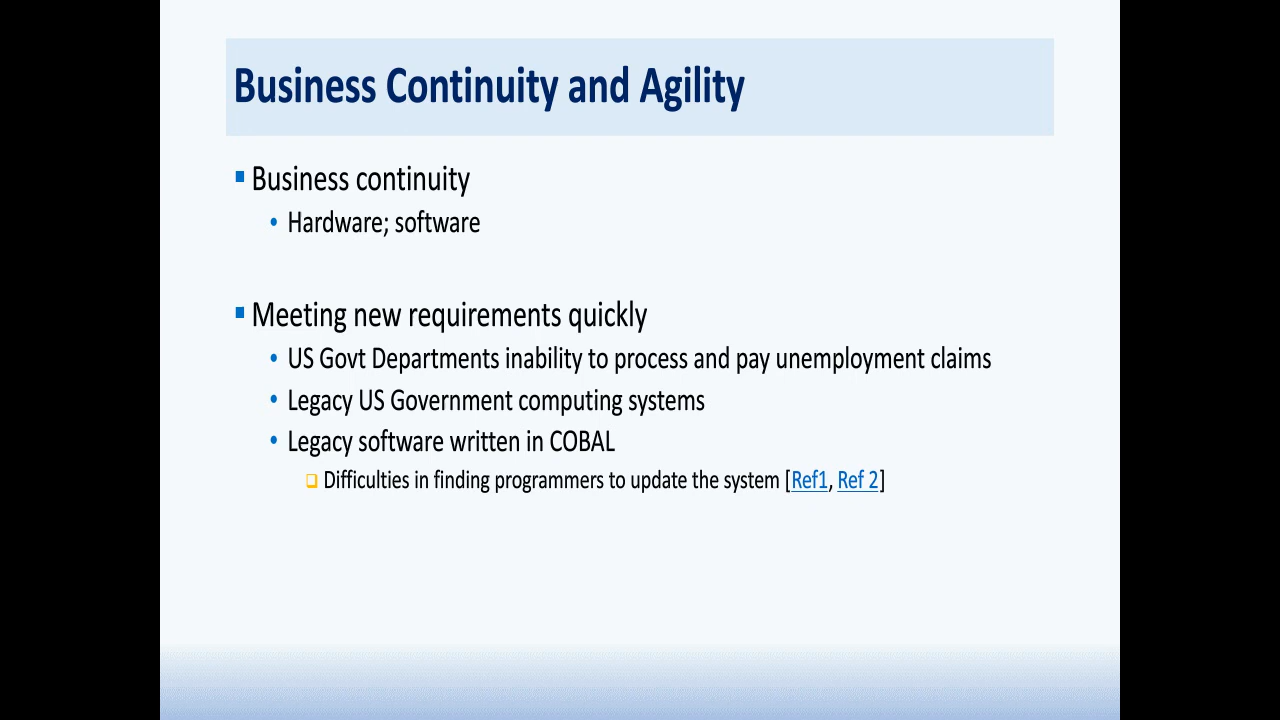 Business Continuity and Agility
Business continuity
Hardware; software
Meeting new requirements quickly
US Govt Departments inability to process and pay unemployment claims
Legacy US Government computing systems
Legacy software written in COBAL
Difficulties in finding programmers to update the system [Ref1, Ref 2]